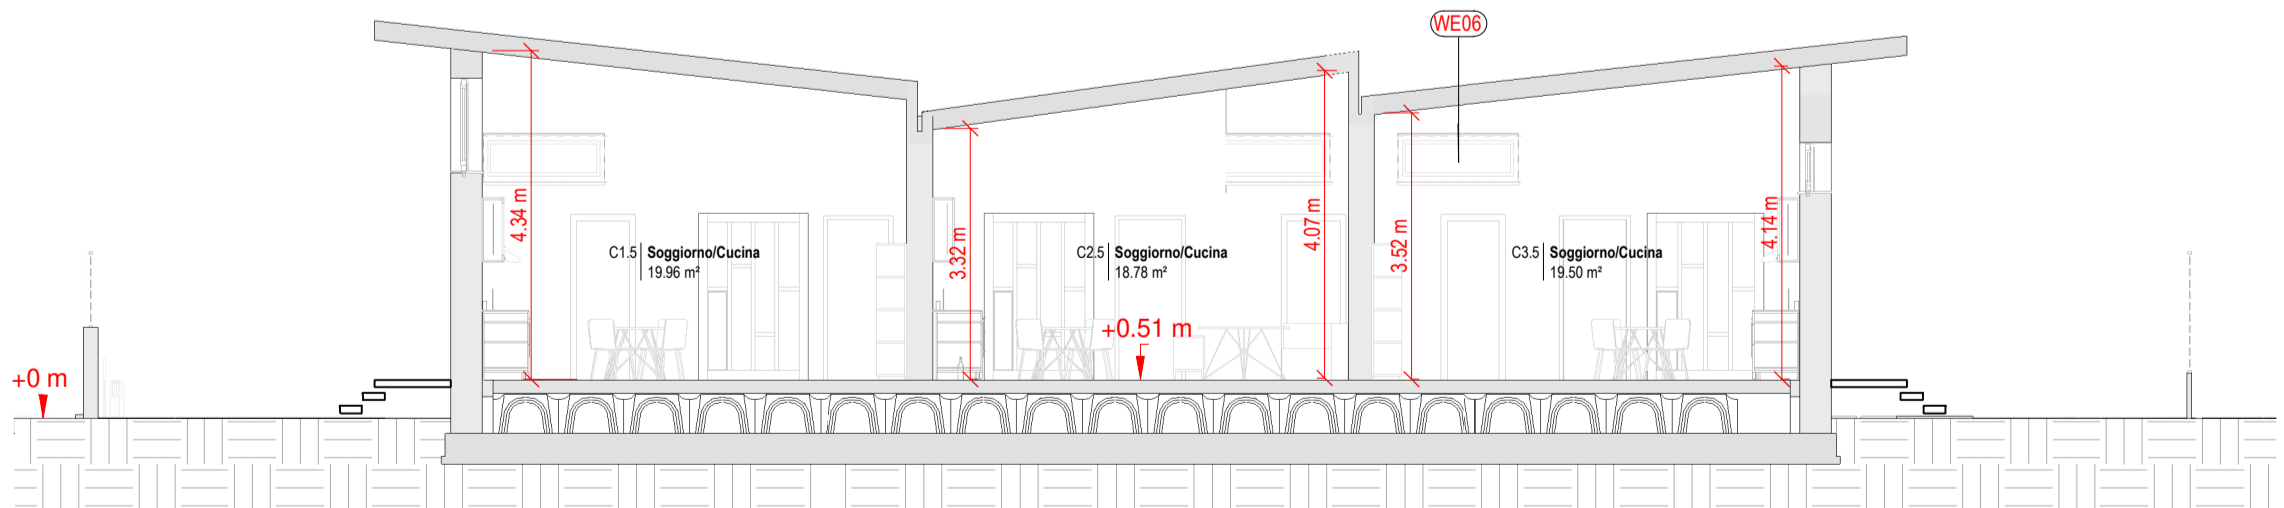 WE06
4.34 m
3.32 m
4.07 m
3.52 m
4.14 m
C1.5 Soggiorno/Cucina
19.96 m²
C2.5 Soggiorno/Cucina
18.78 m²
C3.5 Soggiorno/Cucina
19.50 m²
+0.51 m
+0 m